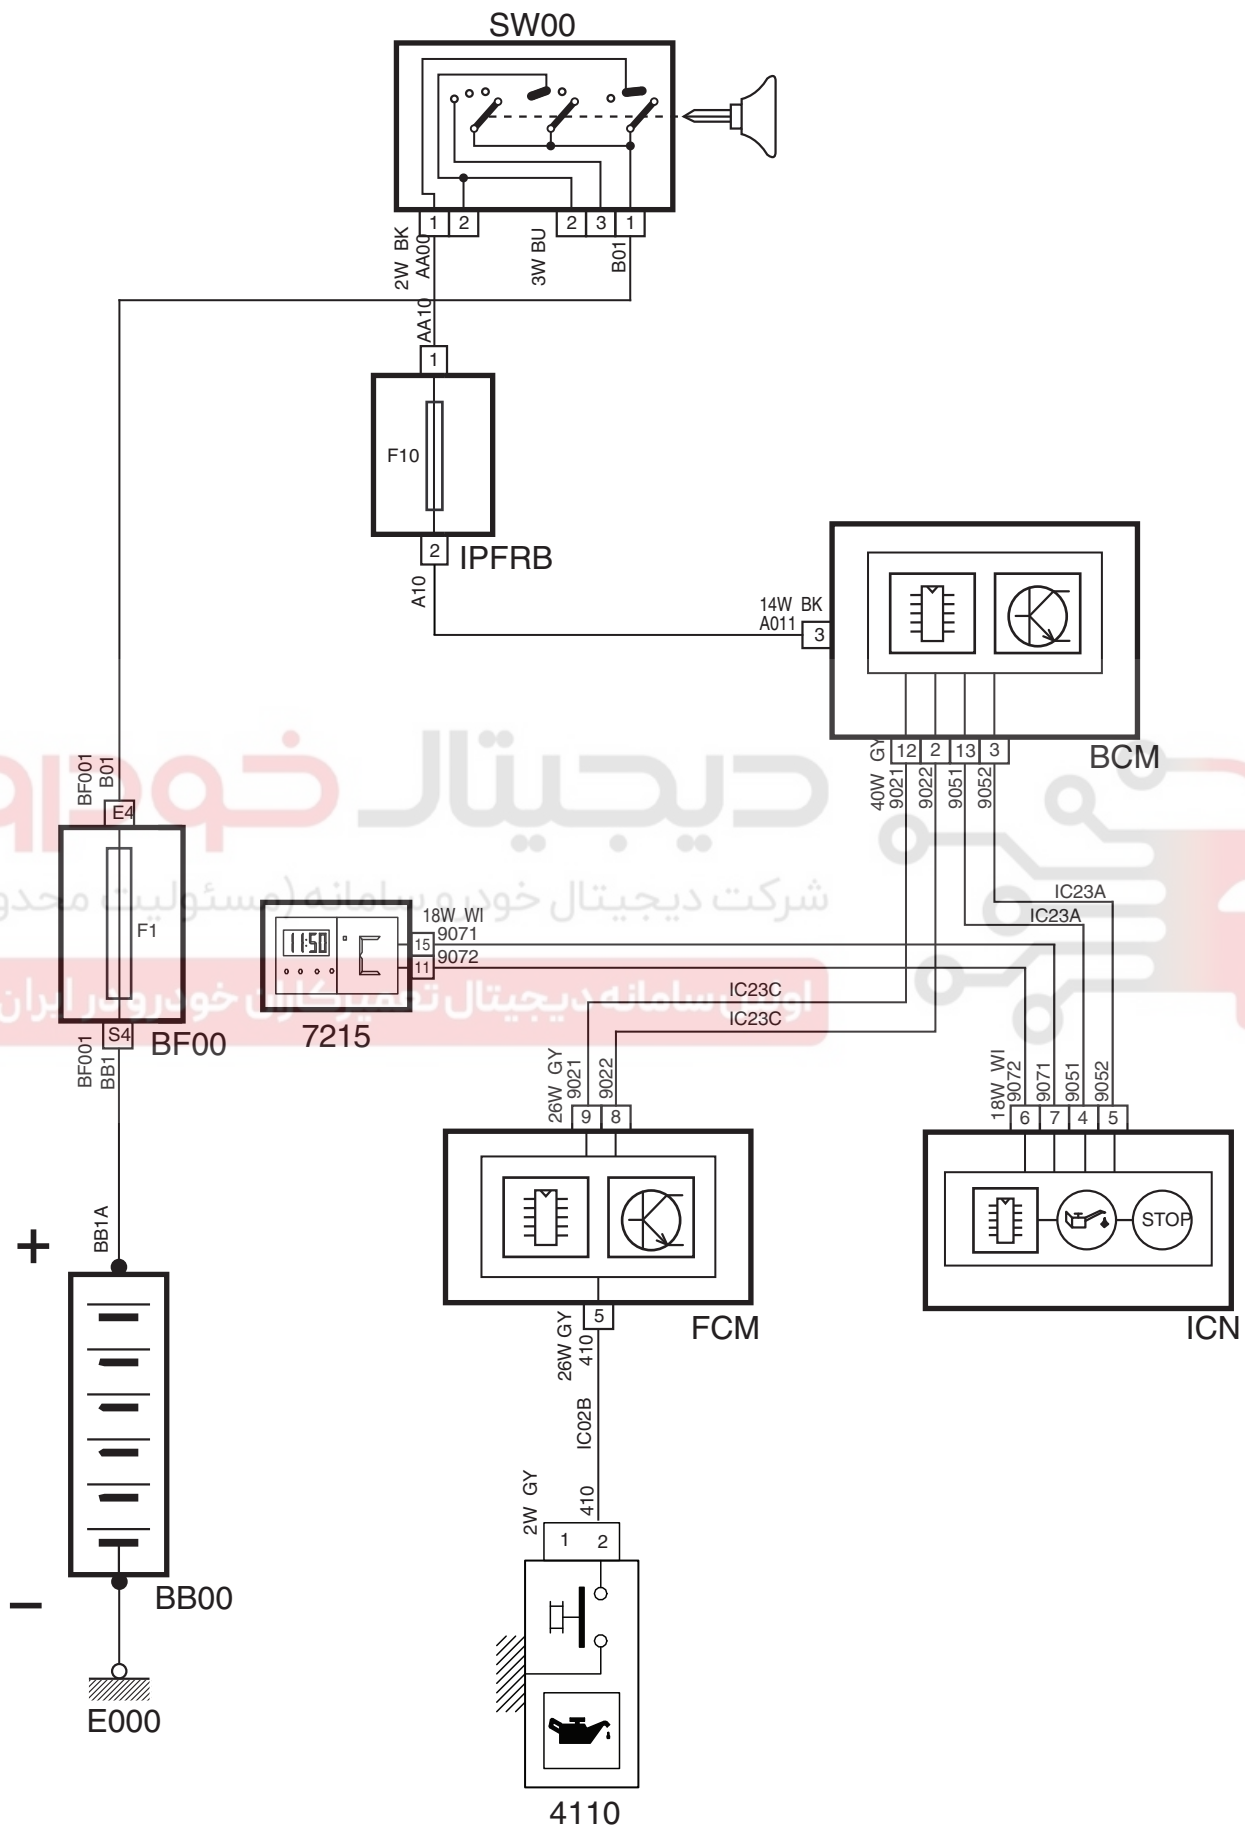 SW00
1 2 2 3 1
2W BK
AA00
3W BU
B01
AA10
1
F10
2
IPFRB
A10
14W BK
A011
3
BCM
12 2 13 3
40W GY
9021
9022
9051
9052
BF001
B01
E4
F1
S4
BF00
BF001
BB1
دیجیتال خودرو
شرکت دیجیتال خودرو سامانه (مسئولیت محدو
اولین سامانه دیجیتال تعمیرکاران خودرو در ایران
11:50
18W WI
15 9071
11 9072
7215
IC23A
IC23A
IC23C
IC23C
26W GY
9021
9022
9 8
18W WI
9072
9071
9051
9052
6 7 4 5
STOP
ICN
FCM
5
26W GY
410
IC02B
BB1A
+
BB00
−
E000
2W GY
410
1 2
4110